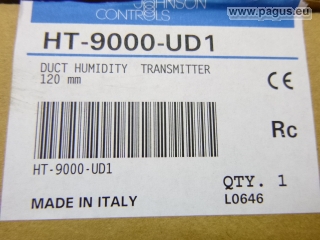 www.pagus.eu
JOHNSON
CONTROLS
HT-9000-UD1
DUCT HUMIDITY TRANSMITTER
120 mm
CE
Rc
HT-9000-UD1
QTY. 1
MADE IN ITALY
L0646